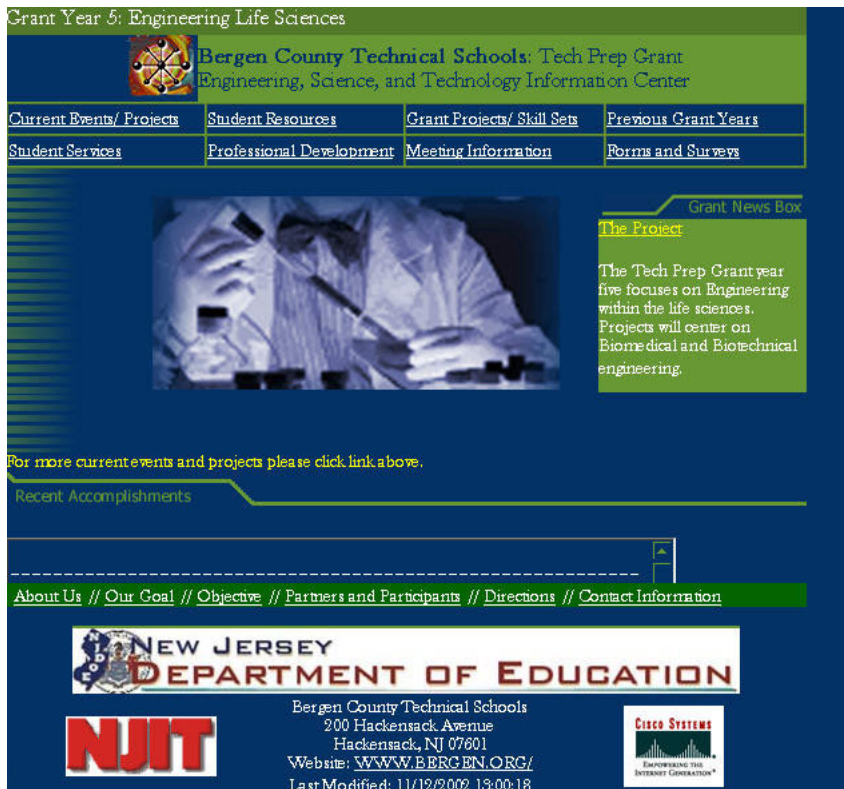 Grant Year 5: Engineering Life Sciences
Bergen County Technical Schools: Tech Prep Grant
Engineering, Science, and Technology Information Center
Current Events/ Projects Student Resources Grant Projects/ Skill Sets Previous Grant Years
Student Services Professional Development Meeting Information Forms and Surveys
Grant News Box
The Project
The Tech Prep Grant year
five focuses on Engineering
within the life sciences.
Projects will center on
Biomedical and Biotechnical
engineering.
For more current events and projects please click link above.
Recent Accomplishments
------------------------------------------------------------
About Us // Our Goal // Objective // Partners and Participants // Directions // Contact Information
NJDOE
NEW JERSEY
DEPARTMENT OF EDUCATION
NJIT
Bergen County Technical Schools
200 Hackensack Avenue
Hackensack, NJ 07601
Website: WWW.BERGEN.ORG/
Last Modified: 11/12/2002 13:00:18
CISCO SYSTEMS
EMPOWERING THE
INTERNET GENERATION